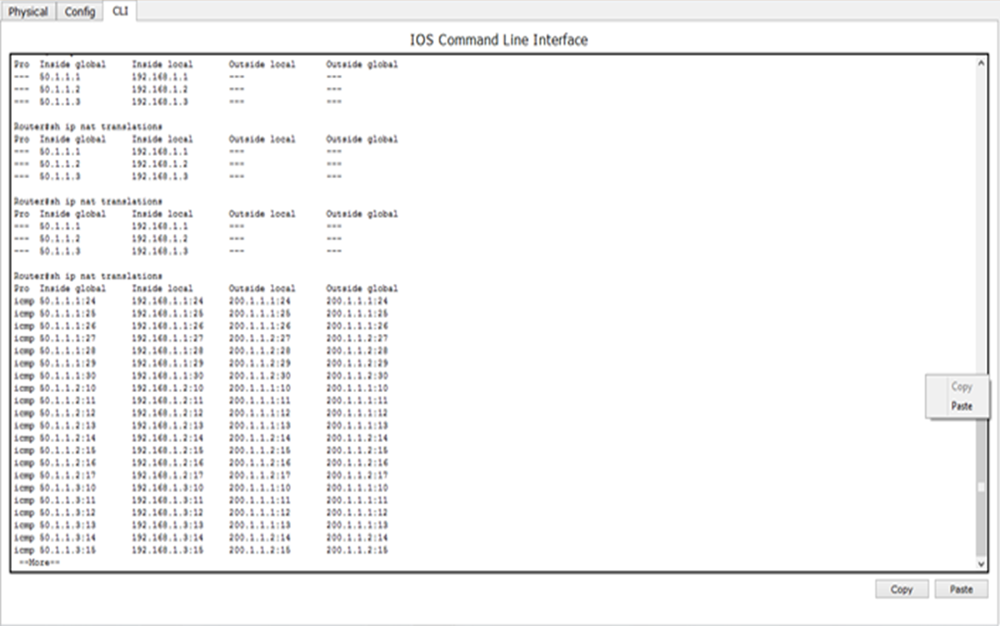 Physical Config CLI
IOS Command Line Interface
Pro Inside global Inside local Outside local Outside global
--- 50.1.1.1 192.168.1.1 --- ---
--- 50.1.1.2 192.168.1.2 --- ---
--- 50.1.1.3 192.168.1.3 --- ---
Router#sh ip nat translations
Pro Inside global Inside local Outside local Outside global
--- 50.1.1.1 192.168.1.1 --- ---
--- 50.1.1.2 192.168.1.2 --- ---
--- 50.1.1.3 192.168.1.3 --- ---
Router#sh ip nat translations
Pro Inside global Inside local Outside local Outside global
--- 50.1.1.1 192.168.1.1 --- ---
--- 50.1.1.2 192.168.1.2 --- ---
--- 50.1.1.3 192.168.1.3 --- ---
Router#sh ip nat translations
Pro Inside global Inside local Outside local Outside global
icmp 50.1.1.1:24 192.168.1.1:24 200.1.1.1:24 200.1.1.1:24
icmp 50.1.1.1:25 192.168.1.1:25 200.1.1.1:25 200.1.1.1:25
icmp 50.1.1.1:26 192.168.1.1:26 200.1.1.1:26 200.1.1.1:26
icmp 50.1.1.1:27 192.168.1.1:27 200.1.1.2:27 200.1.1.2:27
icmp 50.1.1.1:28 192.168.1.1:28 200.1.1.2:28 200.1.1.2:28
icmp 50.1.1.1:29 192.168.1.1:29 200.1.1.2:29 200.1.1.2:29
icmp 50.1.1.1:30 192.168.1.1:30 200.1.1.2:30 200.1.1.2:30
icmp 50.1.1.2:10 192.168.1.2:10 200.1.1.1:10 200.1.1.1:10
icmp 50.1.1.2:11 192.168.1.2:11 200.1.1.1:11 200.1.1.1:11
icmp 50.1.1.2:12 192.168.1.2:12 200.1.1.1:12 200.1.1.1:12
icmp 50.1.1.2:13 192.168.1.2:13 200.1.1.1:13 200.1.1.1:13
icmp 50.1.1.2:14 192.168.1.2:14 200.1.1.2:14 200.1.1.2:14
icmp 50.1.1.2:15 192.168.1.2:15 200.1.1.2:15 200.1.1.2:15
icmp 50.1.1.2:16 192.168.1.2:16 200.1.1.2:16 200.1.1.2:16
icmp 50.1.1.2:17 192.168.1.2:17 200.1.1.2:17 200.1.1.2:17
icmp 50.1.1.3:10 192.168.1.3:10 200.1.1.1:10 200.1.1.1:10
icmp 50.1.1.3:11 192.168.1.3:11 200.1.1.1:11 200.1.1.1:11
icmp 50.1.1.3:12 192.168.1.3:12 200.1.1.1:12 200.1.1.1:12
icmp 50.1.1.3:13 192.168.1.3:13 200.1.1.1:13 200.1.1.1:13
icmp 50.1.1.3:14 192.168.1.3:14 200.1.1.2:14 200.1.1.2:14
icmp 50.1.1.3:15 192.168.1.3:15 200.1.1.2:15 200.1.1.2:15
--More--
Copy
Paste
Copy Paste